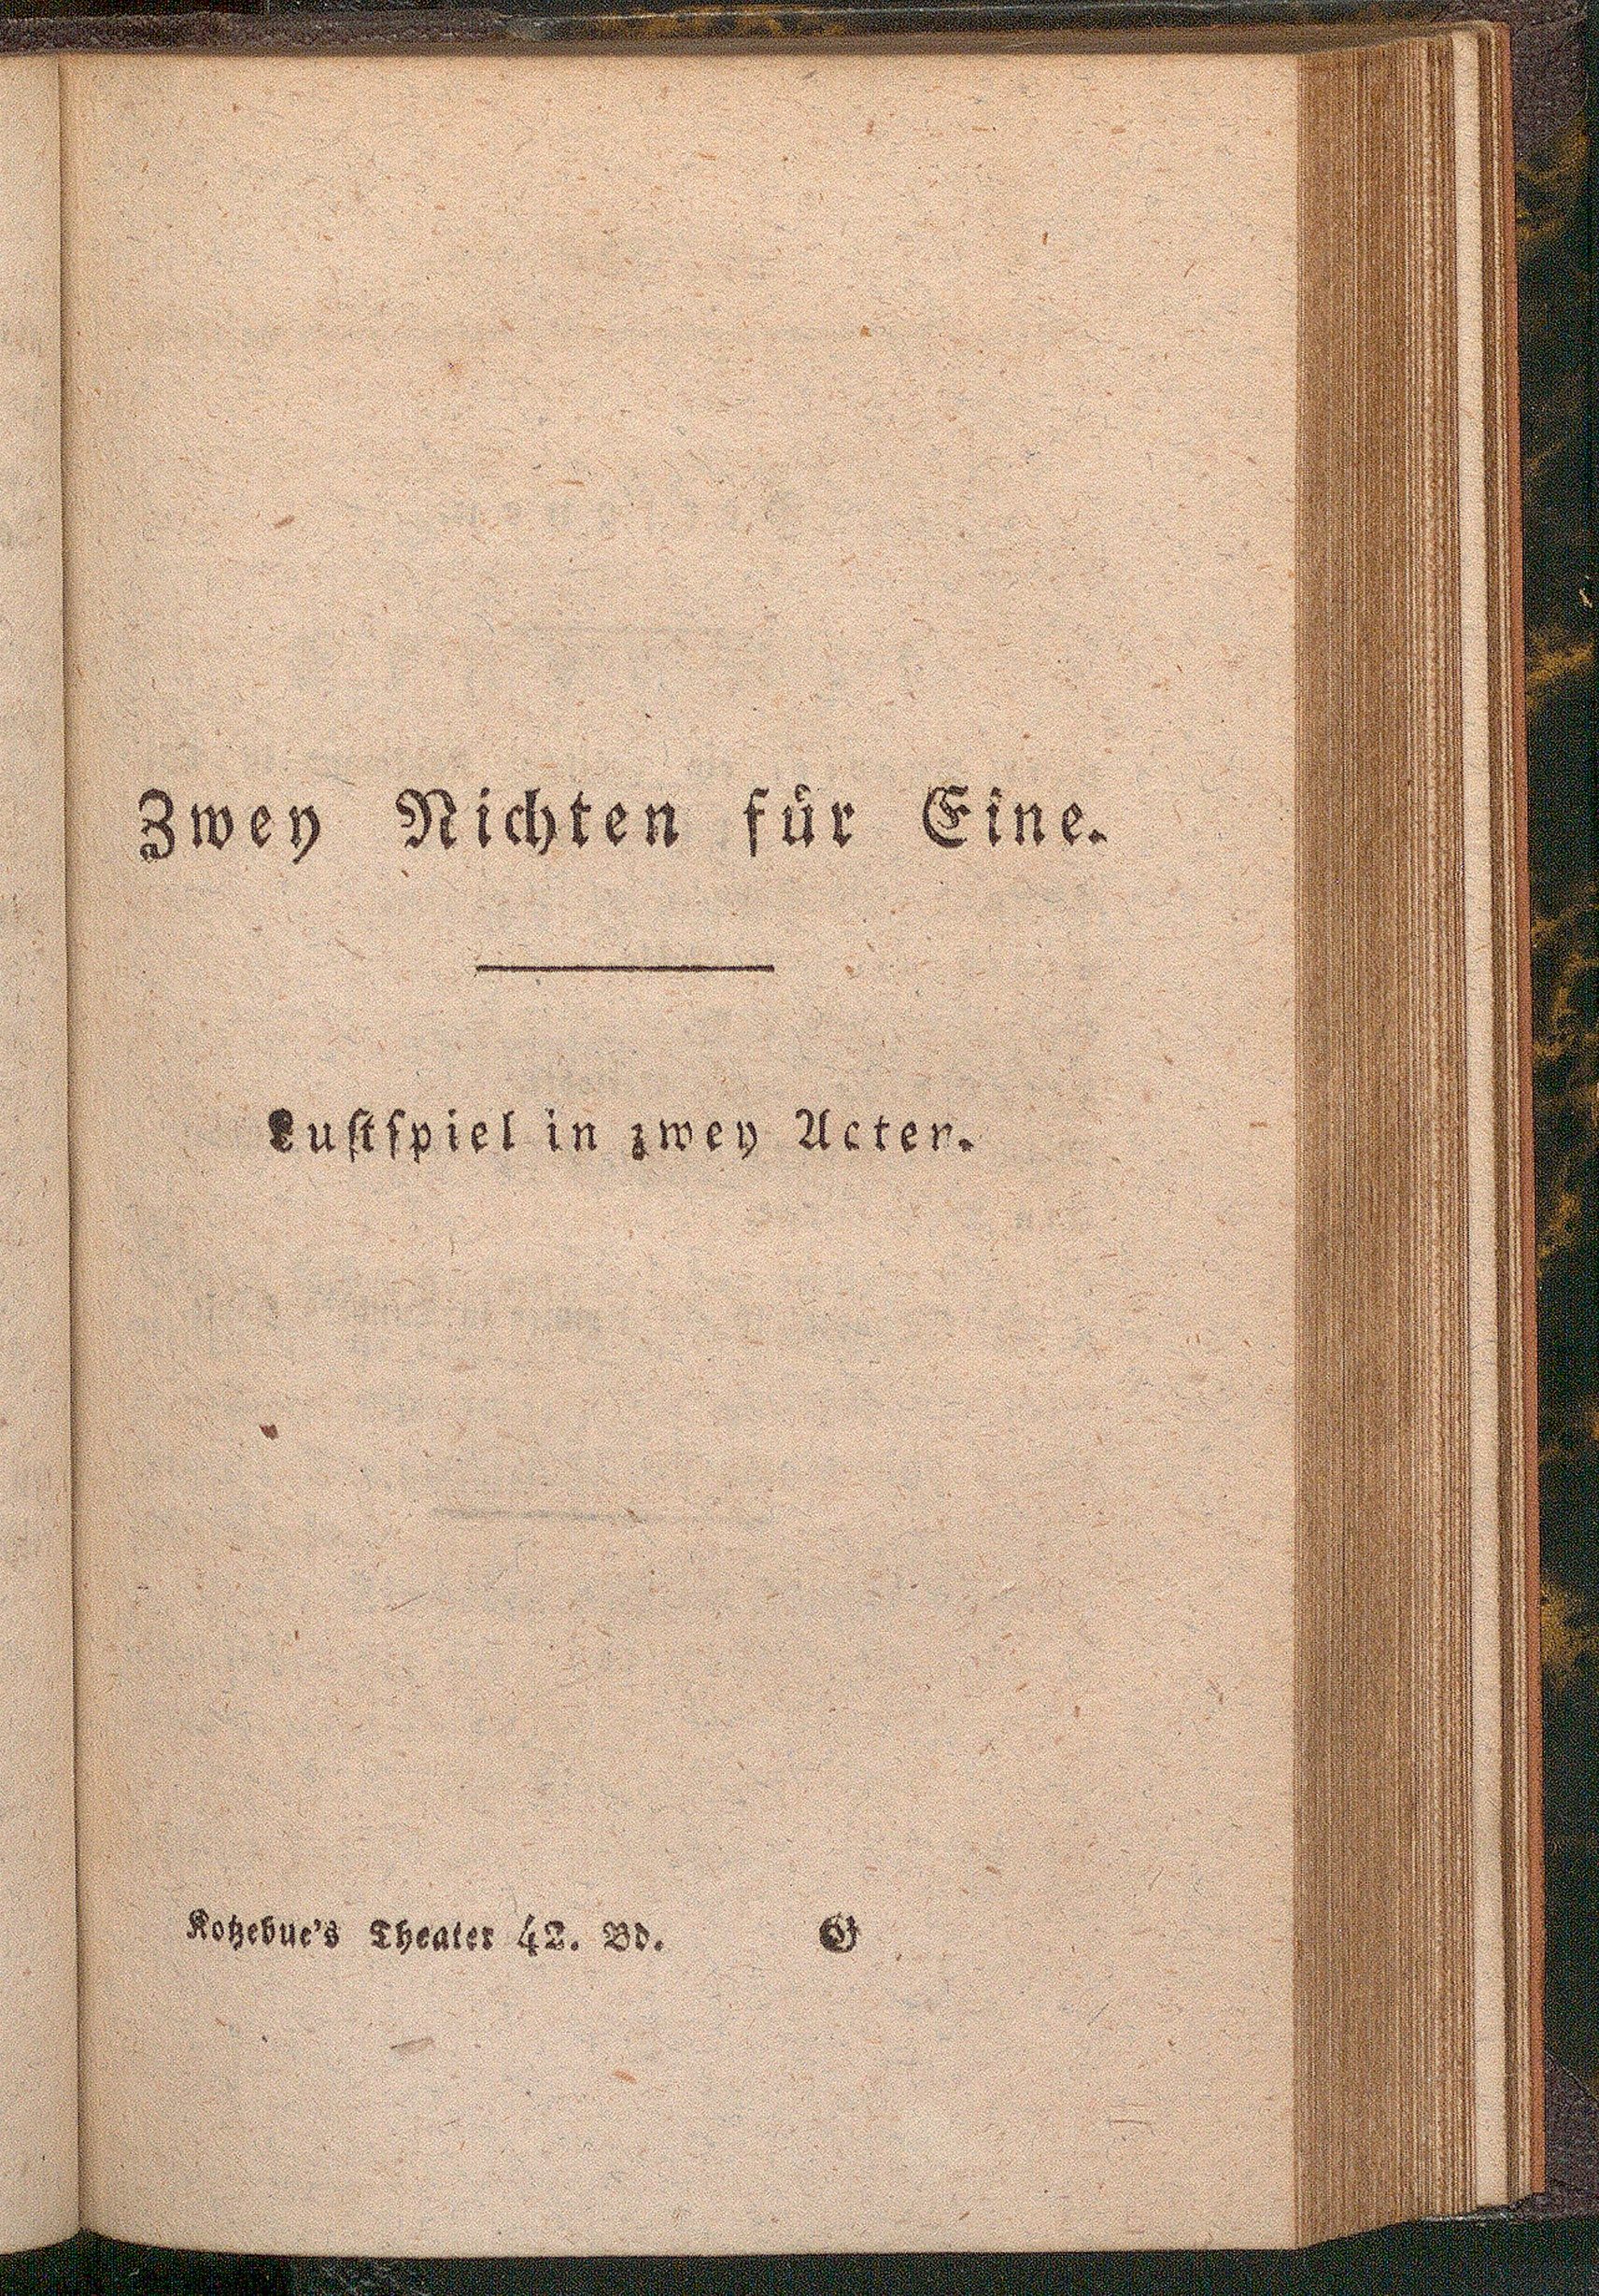 Zwey Nichten für Eine.
Luſtſpiel in zwey Acten.
Kotzebue's Theater 42. Bd.